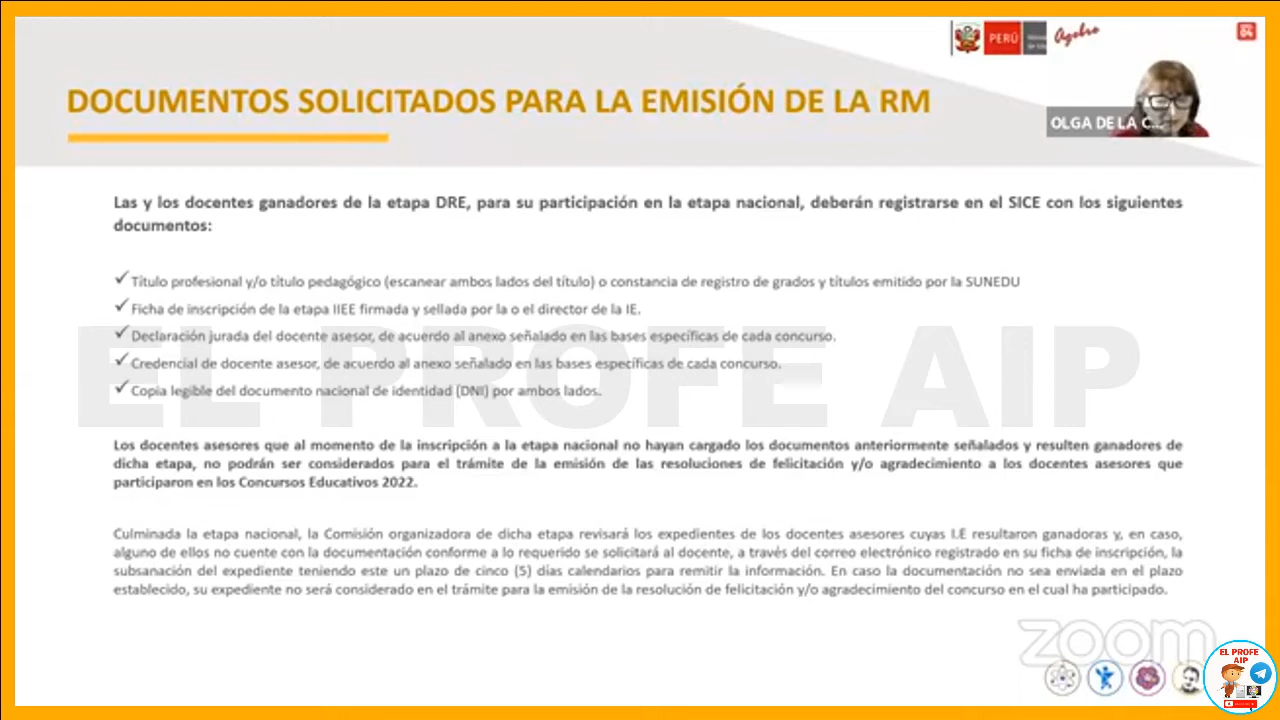 PERÚ
DOCUMENTOS SOLICITADOS PARA LA EMISIÓN DE LA RM
OLGA DE LA C...
Las y los docentes ganadores de la etapa DRE, para su participación en la etapa nacional, deberán registrarse en el SICE con los siguientes
documentos:
✓ Título profesional y/o título pedagógico (escanear ambos lados del título) o constancia de registro de grados y títulos emitido por la SUNEDU
✓ Ficha de inscripción de la etapa IIEE firmada y sellada por la o el director de la IE.
✓ Declaración jurada del docente asesor, de acuerdo al anexo señalado en las bases específicas de cada concurso.
✓ Credencial de docente asesor, de acuerdo al anexo señalado en las bases específicas de cada concurso.
✓ Copia legible del documento nacional de identidad (DNI) por ambos lados.
EL PROFE AIP
Los docentes asesores que al momento de la inscripción a la etapa nacional no hayan cargado los documentos anteriormente señalados y resulten ganadores de
dicha etapa, no podrán ser considerados para el trámite de la emisión de las resoluciones de felicitación y/o agradecimiento a los docentes asesores que
participaron en los Concursos Educativos 2022.
Culminada la etapa nacional, la Comisión organizadora de dicha etapa revisará los expedientes de los docentes asesores cuyas I.E resultaron ganadoras y, en caso,
alguno de ellos no cuente con la documentación conforme a lo requerido se solicitará al docente, a través del correo electrónico registrado en su ficha de inscripción, la
subsanación del expediente teniendo este un plazo de cinco (5) días calendarios para remitir la información. En caso la documentación no sea enviada en el plazo
establecido, su expediente no será considerado en el trámite para la emisión de la resolución de felicitación y/o agradecimiento del concurso en el cual ha participado.
zoom
EL PROFE
AIP